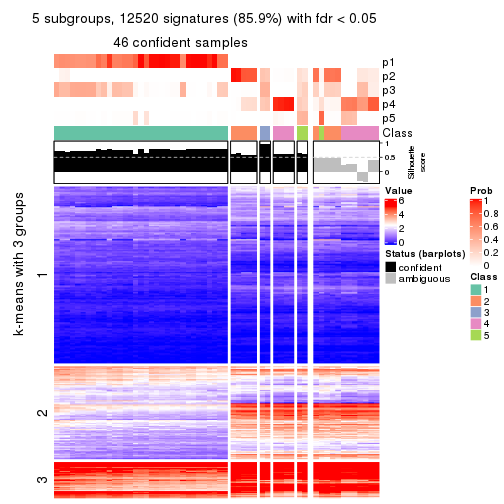 5 subgroups, 12520 signatures (85.9%) with fdr < 0.05
46 confident samples
p1
p2
p3
p4
p5
Class
1
0.5
0
Silhouette
score
k-means with 3 groups
1
2
3
Value
6
4
2
0
Status (barplots)
confident
ambiguous
Prob
1
0.8
0.6
0.4
0.2
0
Class
1
2
3
4
5